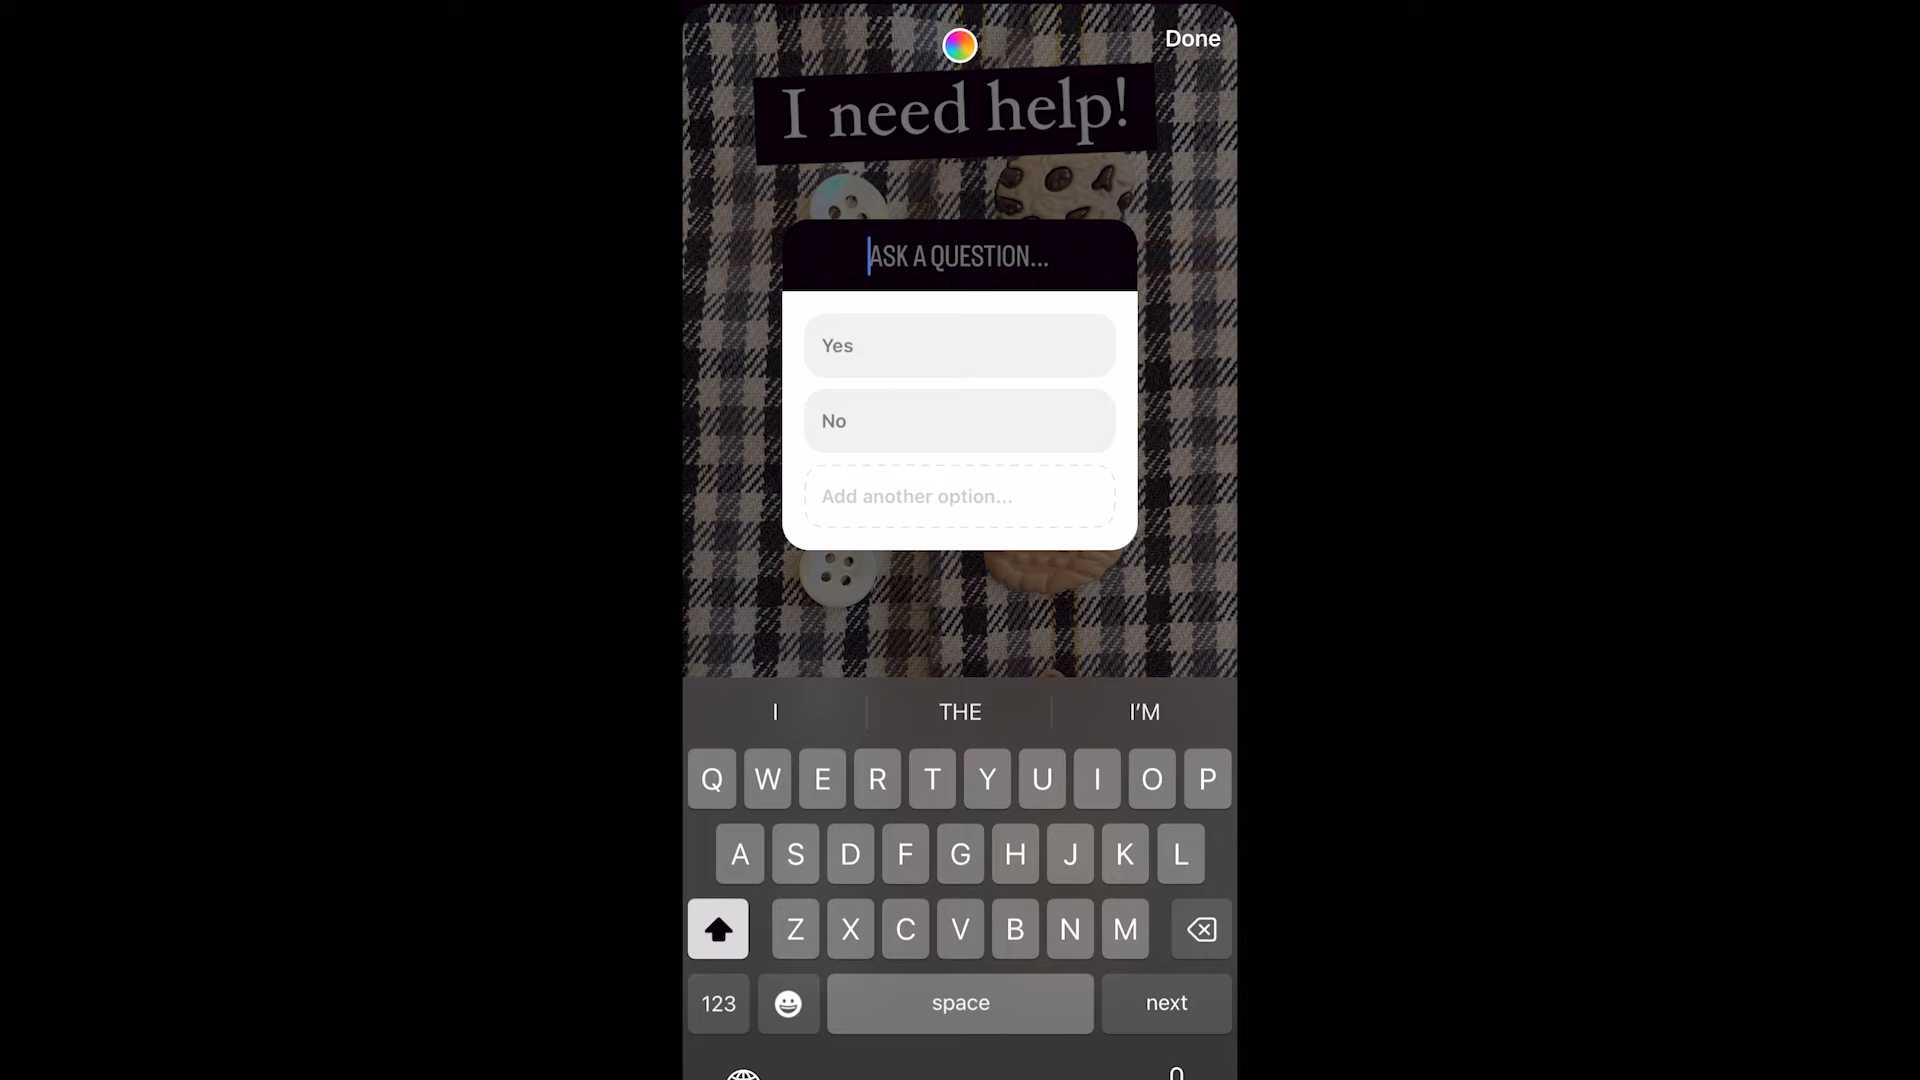 Done
I need help!
ASK A QUESTION...
Yes
No
Add another option...
I THE I'M
Q W E R T Y U I O P
A S D F G H J K L
Z X C V B N M
123 space next